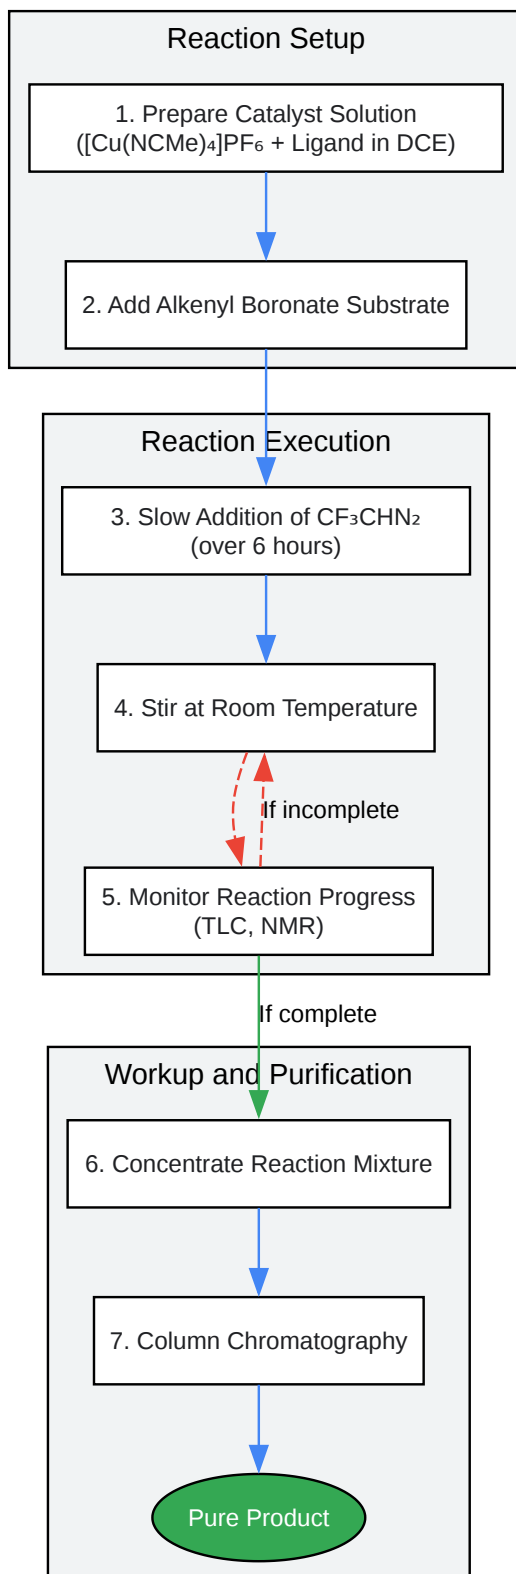 Reaction Setup
1. Prepare Catalyst Solution
([Cu(NCMe)₄]PF₆ + Ligand in DCE)
2. Add Alkenyl Boronate Substrate
Reaction Execution
3. Slow Addition of CF₃CHN₂
(over 6 hours)
4. Stir at Room Temperature
If incomplete
5. Monitor Reaction Progress
(TLC, NMR)
If complete
Workup and Purification
6. Concentrate Reaction Mixture
7. Column Chromatography
Pure Product